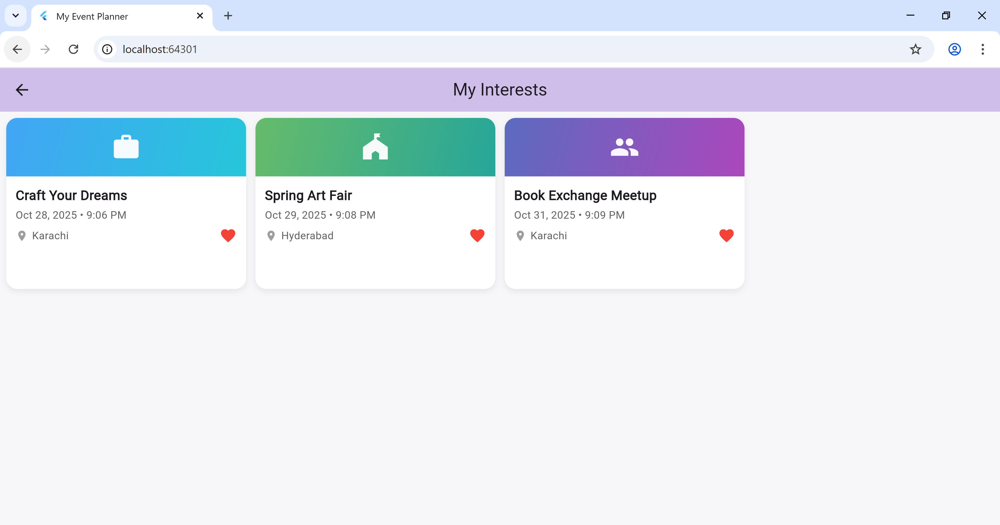 My Event Planner
localhost:64301
My Interests
Craft Your Dreams
Oct 28, 2025 • 9:06 PM
Karachi
Spring Art Fair
Oct 29, 2025 • 9:08 PM
Hyderabad
Book Exchange Meetup
Oct 31, 2025 • 9:09 PM
Karachi